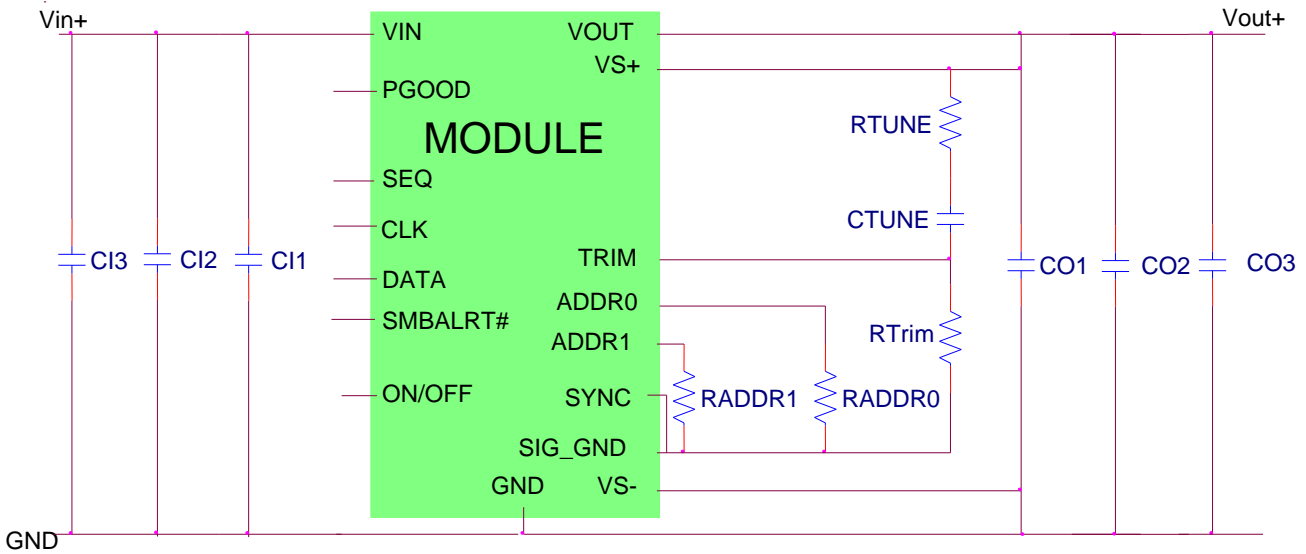 Vin+
Vout+
VIN
VOUT
VS+
PGOOD
MODULE
RTUNE
SEQ
CTUNE
CLK
TRIM
CI3
CI2
CI1
CO1
CO2
CO3
DATA
ADDR0
SMBALRT#
ADDR1
RTrim
ON/OFF
SYNC
RADDR1
RADDR0
SIG_GND
GND
VS-
GND